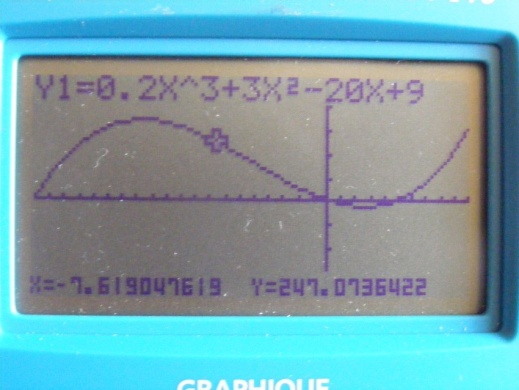 Y1=0.2X^3+3X²-20X+9
X=-7.619047619 Y=247.0736422
GRAPHIQUE